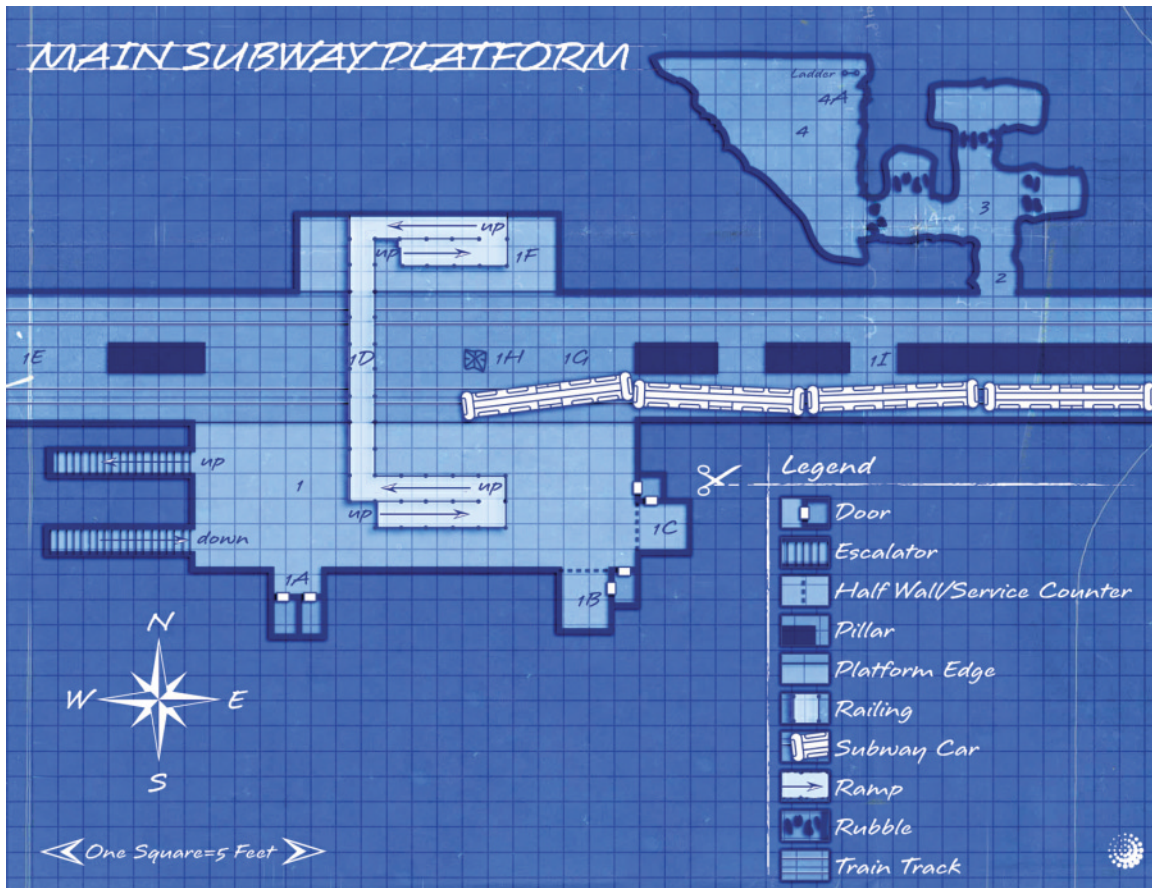 MAIN SUBWAY PLATFORM
Ladder
4A
4
3
2
up
up
1F
1E
1D
1H
1G
1I
up
1
up
up
down
1C
1A
1B
Legend
Door
Escalator
Half Wall/Service Counter
Pillar
Platform Edge
Railing
Subway Car
Ramp
Rubble
Train Track
N
W
E
S
One Square=5 Feet